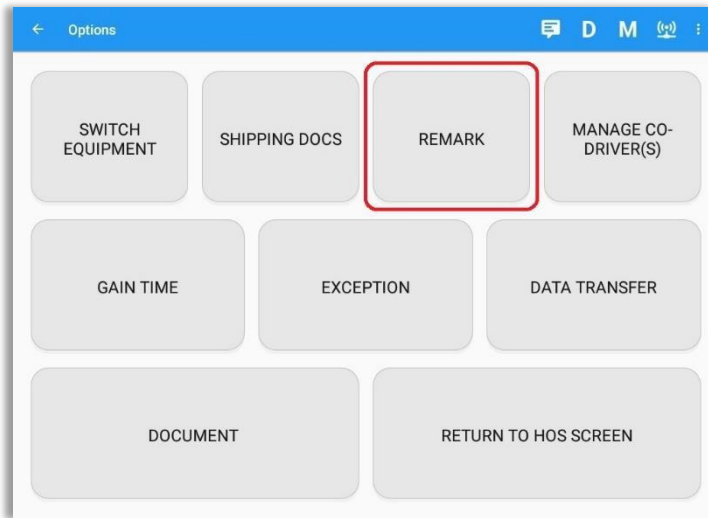 Options
D M
SWITCH
EQUIPMENT
SHIPPING DOCS
REMARK
MANAGE CO-
DRIVER(S)
GAIN TIME
EXCEPTION
DATA TRANSFER
DOCUMENT
RETURN TO HOS SCREEN